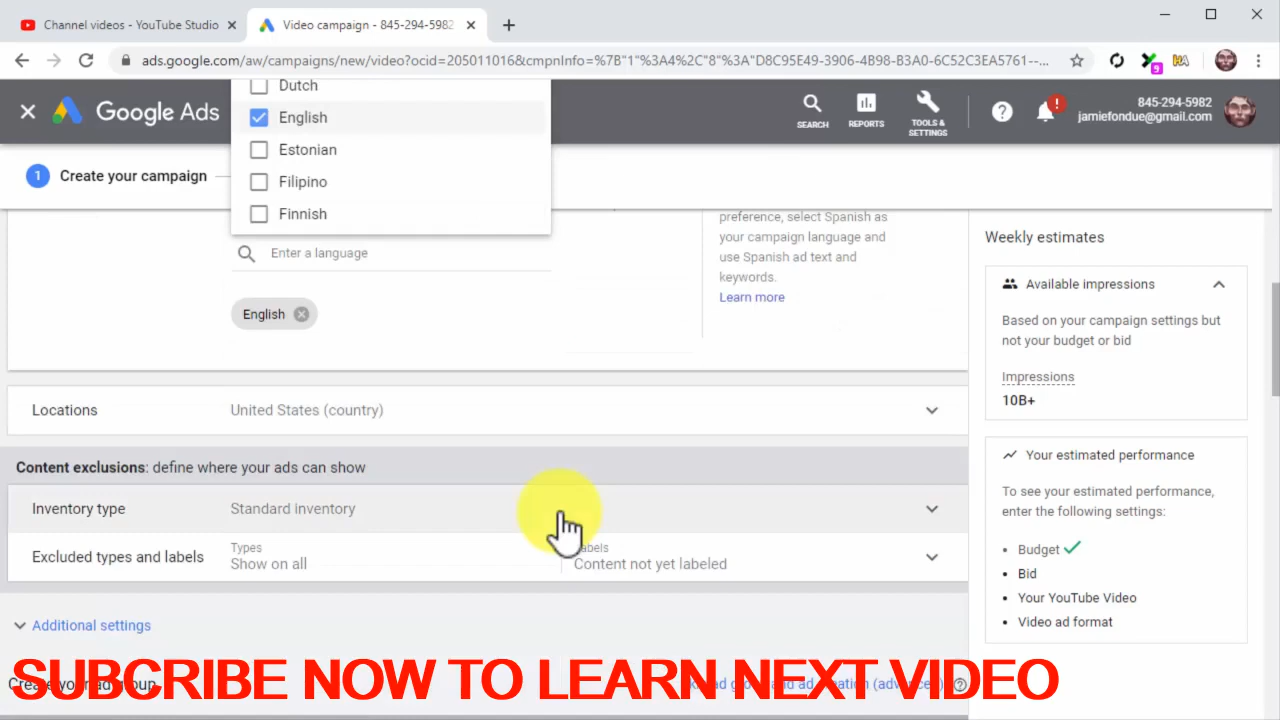 Channel videos - YouTube Studio
Video campaign - 845-294-5982
ads.google.com/aw/campaigns/new/video?ocid=205011016&cmpnInfo=%7B"1"%3A4%2C"8"%3A"D8C95E49-3906-4B98-B3A0-6C52C3EA5761--...
9
Dutch
English
Estonian
Filipino
Finnish
Google Ads
SEARCH
REPORTS
TOOLS &
SETTINGS
845-294-5982
jamiefondue@gmail.com
1 Create your campaign
Enter a language
English
preference, select Spanish as
your campaign language and
use Spanish ad text and
keywords.
Learn more
Locations United States (country)
Content exclusions: define where your ads can show
Inventory type Standard inventory
Excluded types and labels
Types
Show on all
Content not yet labeled
Additional settings
Weekly estimates
Available impressions
Based on your campaign settings but
not your budget or bid
Impressions
10B+
Your estimated performance
To see your estimated performance,
enter the following settings:
• Budget
• Bid
• Your YouTube Video
• Video ad format
SUBCRIBE NOW TO LEARN NEXT VIDEO